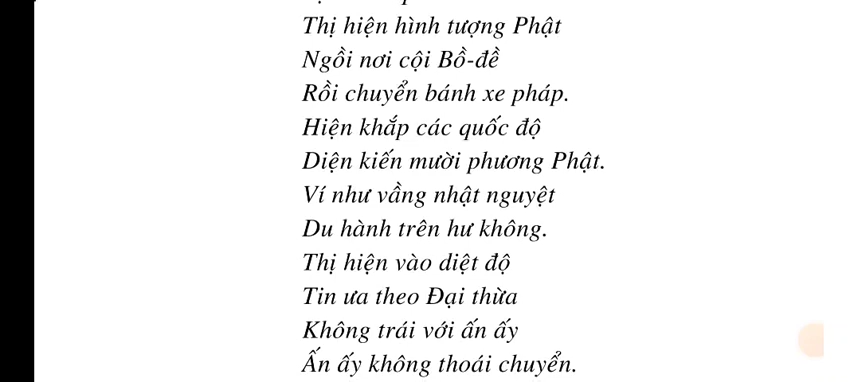 Thị hiện hình tượng Phật
Ngồi nơi cội Bồ-đề
Rồi chuyển bánh xe pháp.
Hiện khắp các quốc độ
Diện kiến mười phương Phật.
Ví như vầng nhật nguyệt
Du hành trên hư không.
Thị hiện vào diệt độ
Tin ưa theo Đại thừa
Không trái với ấn ấy
Ấn ấy không thoái chuyển.